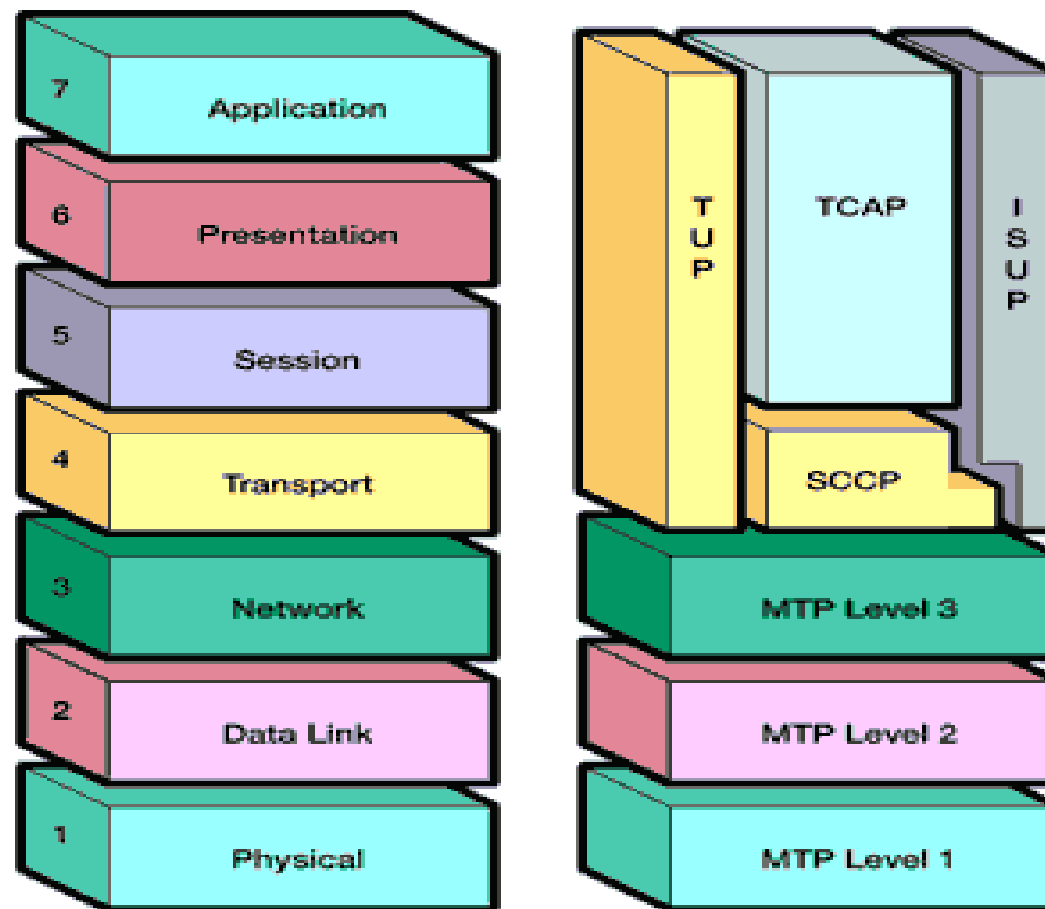 7
Application
6
Presentation
5
Session
4
Transport
3
Network
2
Data Link
1
Physical
TUP
TCAP
ISUP
SCCP
MTP Level 3
MTP Level 2
MTP Level 1